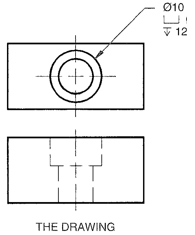 Ø10
⌴
↧ 12
THE DRAWING